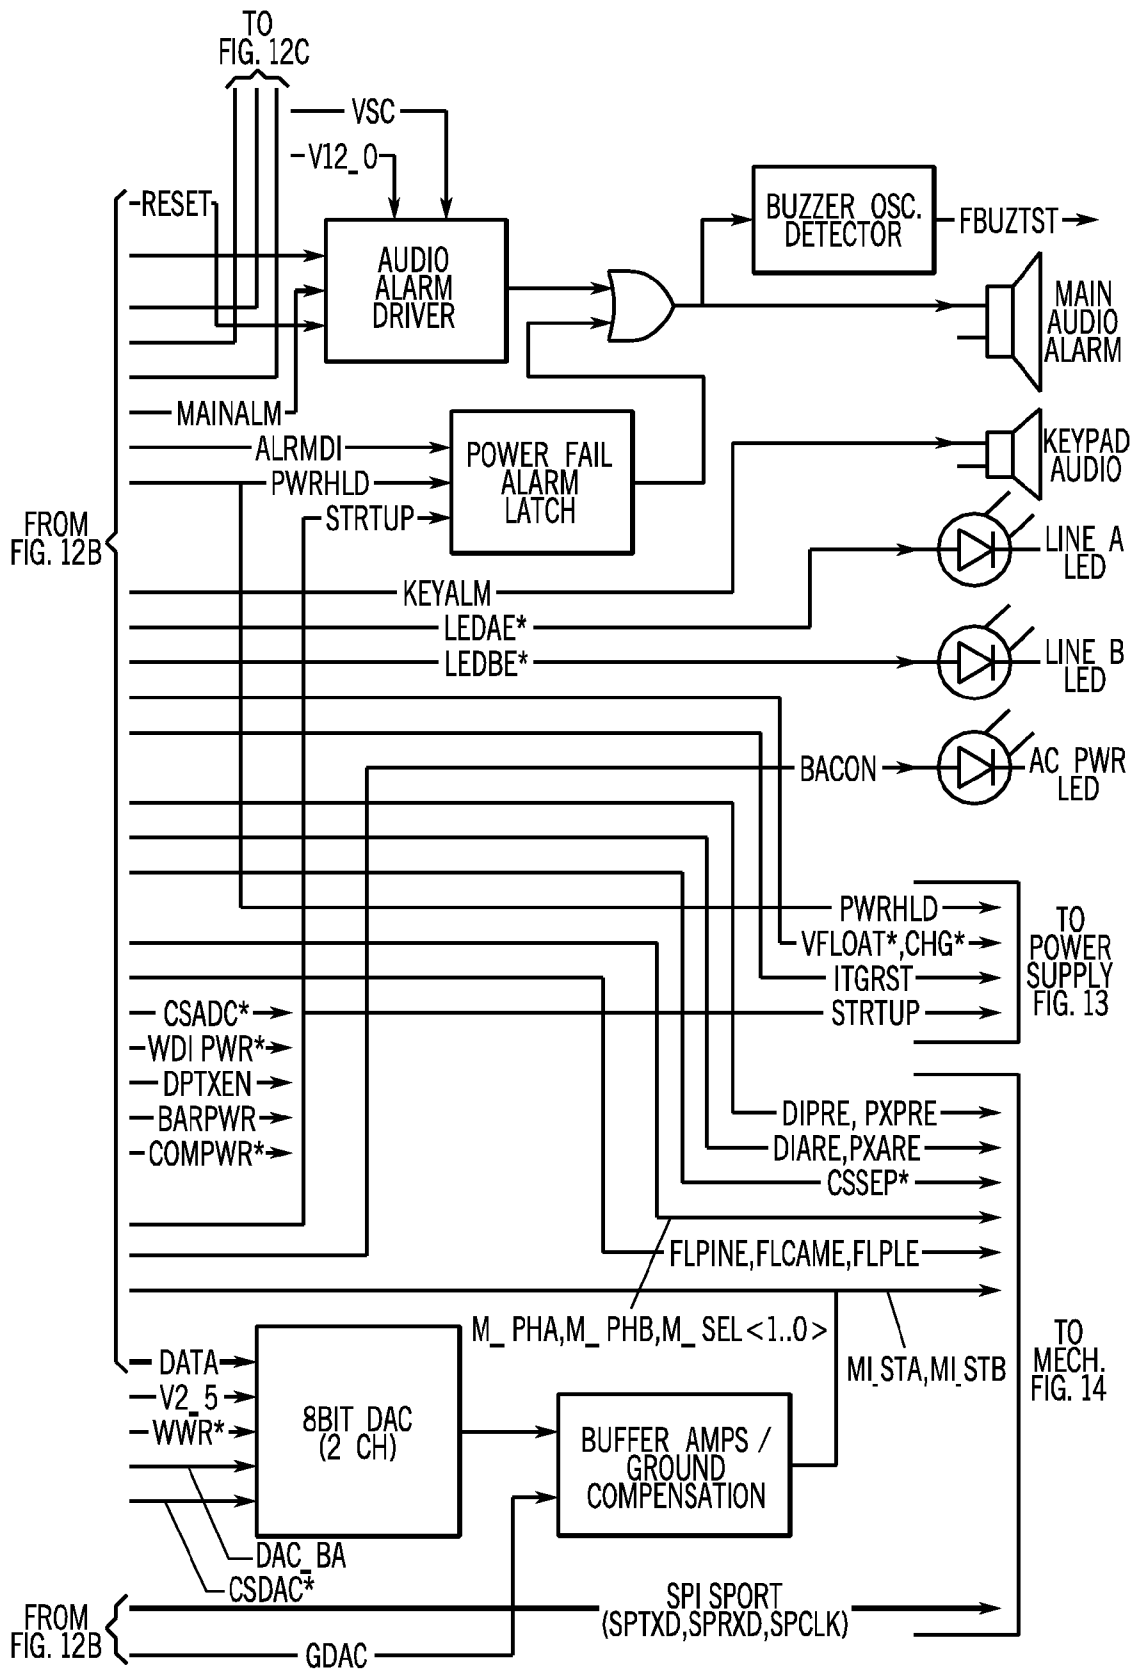 TO
FIG. 12C
VSC
V12_0
RESET
BUZZER OSC.
DETECTOR
FBUZTST
AUDIO
ALARM
DRIVER
MAIN
AUDIO
ALARM
MAINALM
ALRMDI
PWRHLD
STRTUP
POWER FAIL
ALARM
LATCH
KEYPAD
AUDIO
FROM
FIG. 12B
LINE A
LED
KEYALM
LEDAE*
LEDBE*
LINE B
LED
BACON
AC PWR
LED
PWRHLD
VFLOAT*,CHG*
ITGRST
STRTUP
TO
POWER
SUPPLY
FIG. 13
CSADC*
WDI PWR*
DPTXEN
BARPWR
COMPWR*
DIPRE, PXPRE
DIARE,PXARE
CSSEP*
FLPINE,FLCAME,FLPLE
M_ PHA,M_ PHB,M_ SEL<1..0>
MI_STA,MI_STB
TO
MECH.
FIG. 14
DATA
V2_5
WWR*
8BIT DAC
(2 CH)
BUFFER AMPS /
GROUND
COMPENSATION
DAC_BA
CSDAC*
FROM
FIG. 12B
SPI SPORT
(SPTXD,SPRXD,SPCLK)
GDAC